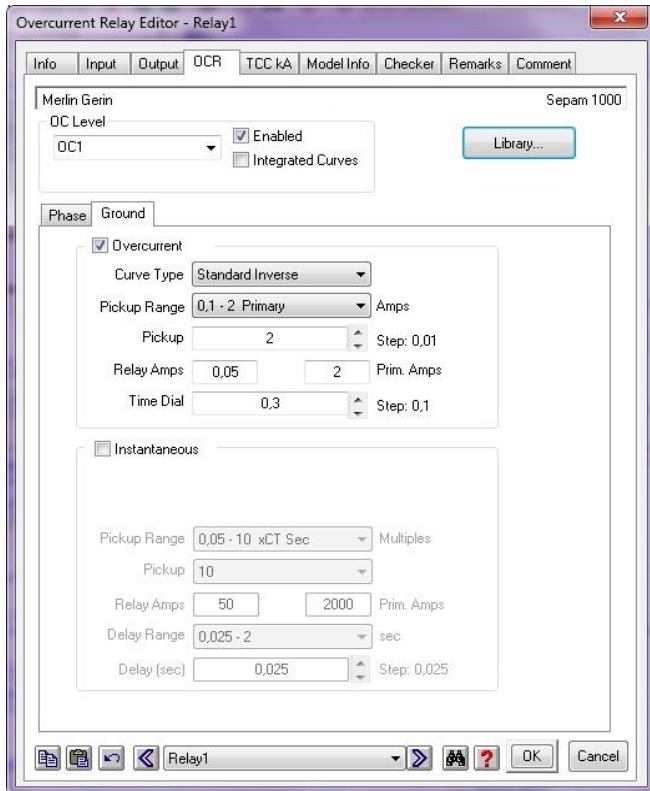 Overcurrent Relay Editor - Relay1
Info Input Output OCR TCC kA Model Info Checker Remarks Comment
Merlin Gerin Sepam 1000
OC Level
OC1
Enabled
Integrated Curves
Library...
Phase Ground
Overcurrent
Curve Type Standard Inverse
Pickup Range 0,1 - 2 Primary Amps
Pickup 2 Step: 0,01
Relay Amps 0,05 2 Prim. Amps
Time Dial 0,3 Step: 0,1
Instantaneous
Pickup Range 0,05 - 10 xCT Sec Multiples
Pickup 10
Relay Amps 50 2000 Prim. Amps
Delay Range 0,025 - 2 sec
Delay (sec) 0,025 Step: 0,025
Relay1 ? OK Cancel